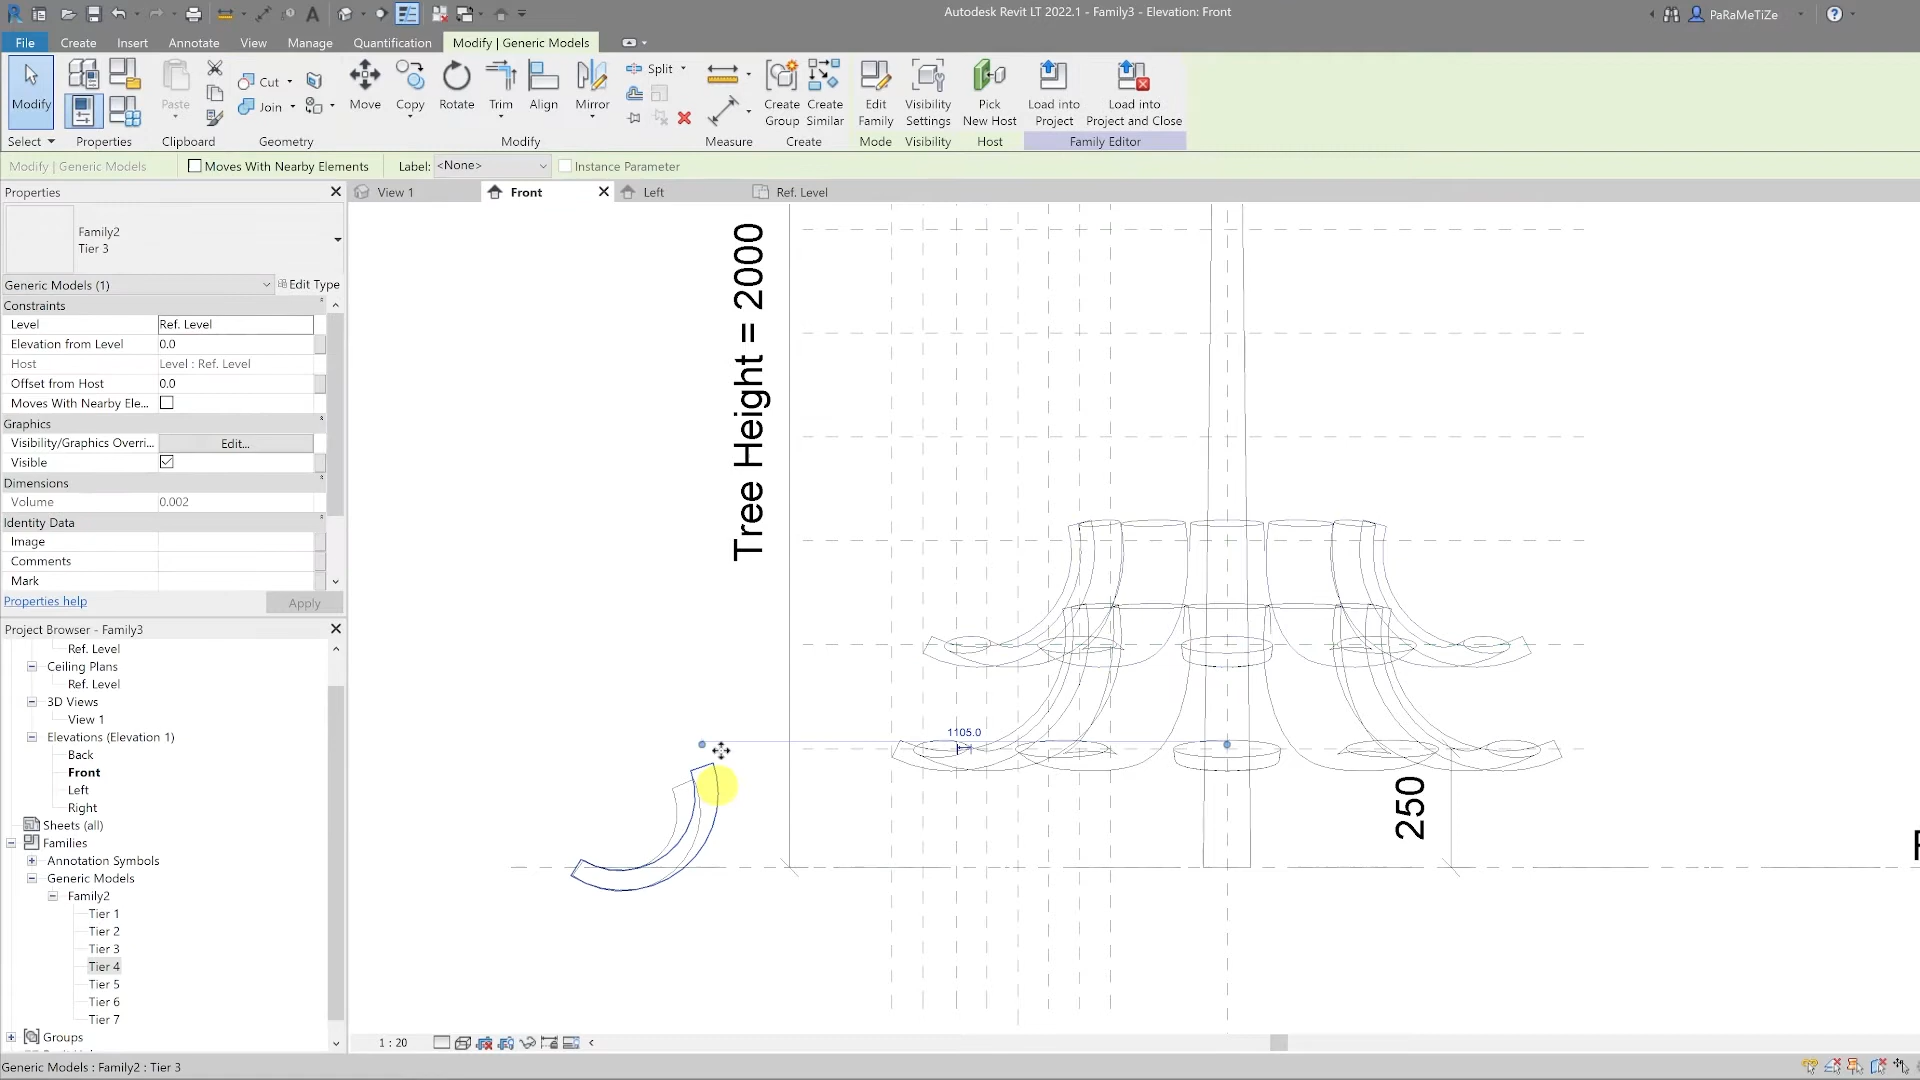 Autodesk Revit LT 2022.1 - Family3 - Elevation: Front
PaRaMeTiZe
File
Create
Insert
Annotate
View
Manage
Quantification
Modify | Generic Models
Modify
Select
Properties
Paste
Clipboard
Cut
Join
Geometry
Move
Copy
Rotate
Trim
Align
Mirror
Split
Modify
Measure
Create Group
Create Similar
Create
Edit Family
Mode
Visibility Settings
Visibility
Pick New Host
Host
Load into Project
Load into Project and Close
Family Editor
Modify | Generic Models
Moves With Nearby Elements
Label:
<None>
Instance Parameter
Properties
View 1
Front
Left
Ref. Level
Family2
Tier 3
Generic Models (1)
Edit Type
Constraints
Level
Ref. Level
Elevation from Level
0.0
Host
Level : Ref. Level
Offset from Host
0.0
Moves With Nearby Ele...
Graphics
Visibility/Graphics Overri...
Edit...
Visible
Dimensions
Volume
0.002
Identity Data
Image
Comments
Mark
Properties help
Apply
Project Browser - Family3
Ref. Level
Ceiling Plans
Ref. Level
3D Views
View 1
Elevations (Elevation 1)
Back
Front
Left
Right
Sheets (all)
Families
Annotation Symbols
Generic Models
Family2
Tier 1
Tier 2
Tier 3
Tier 4
Tier 5
Tier 6
Tier 7
Groups
Tree Height = 2000
1105.0
250
1 : 20
Generic Models : Family2 : Tier 3